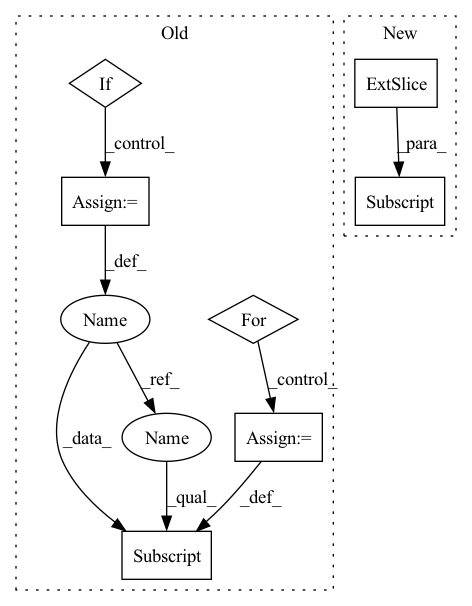 Old
New
If
ExtSlice
_control_
_para_
Assign:=
Subscript
_def_
Name
For
_ref_
_control_
_data_
Name
Assign:=
_qual_
_def_
Subscript